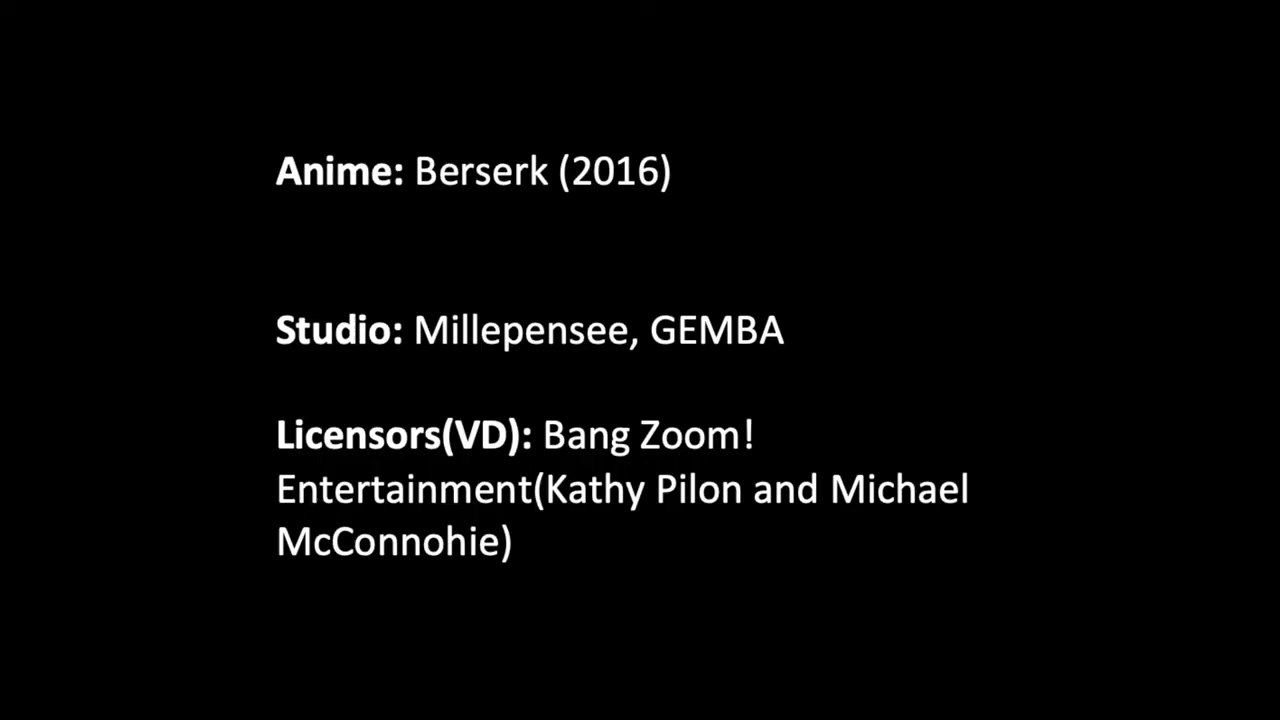 Anime: Berserk (2016)
Studio: Millepensee, GEMBA
Licensors(VD): Bang Zoom!
Entertainment(Kathy Pilon and Michael
McConnohie)